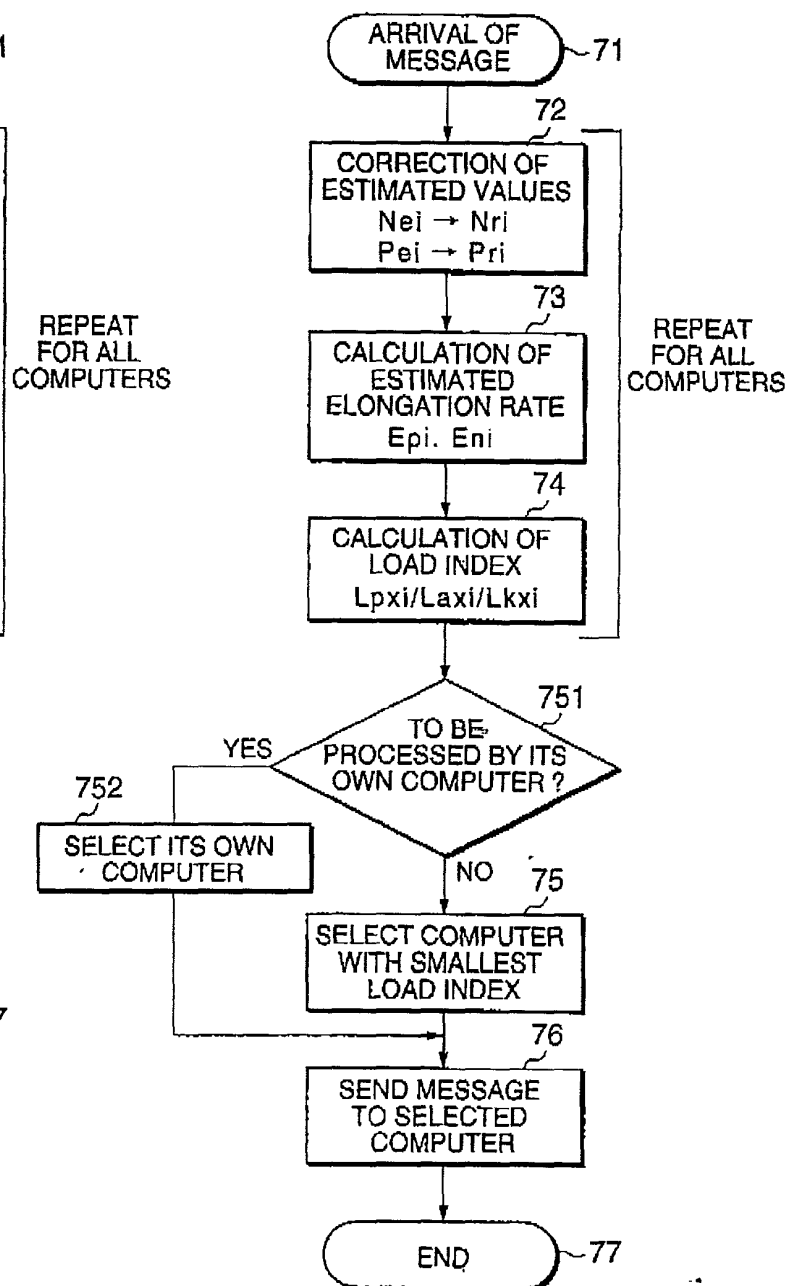 ARRIVAL OF
MESSAGE
71
72
CORRECTION OF
ESTIMATED VALUES
Nei → Nri
Pei → Pri
73
CALCULATION OF
ESTIMATED
ELONGATION RATE
Epi. Eni
74
CALCULATION OF
LOAD INDEX
Lpxi/Laxi/Lkxi
REPEAT
FOR ALL
COMPUTERS
REPEAT
FOR ALL
COMPUTERS
751
TO BE
PROCESSED BY ITS
OWN COMPUTER ?
YES
752
SELECT ITS OWN
COMPUTER
NO
75
SELECT COMPUTER
WITH SMALLEST
LOAD INDEX
76
SEND MESSAGE
TO SELECTED
COMPUTER
END
77